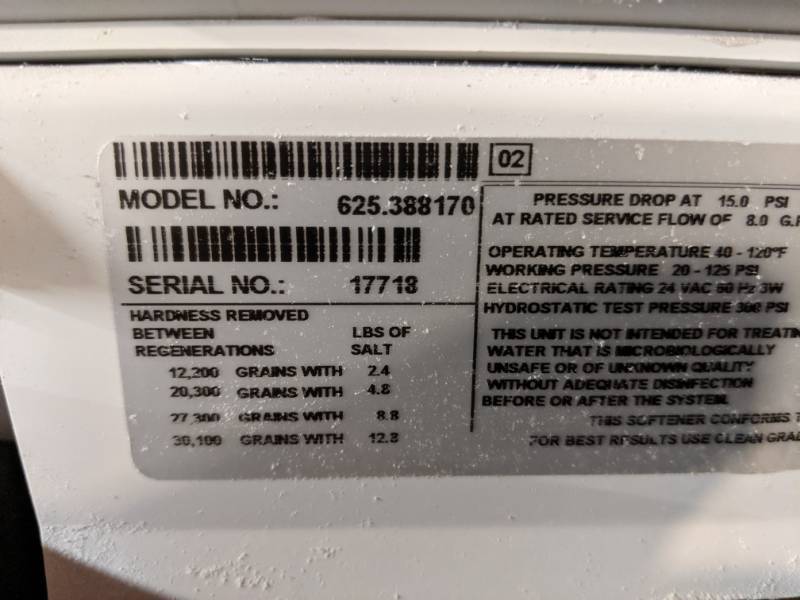 02
MODEL NO.: 625.388170
SERIAL NO.: 17718
HARDNESS REMOVED
BETWEEN LBS OF
REGENERATIONS SALT
12,200 GRAINS WITH 2.4
20,300 GRAINS WITH 4.8
27,300 GRAINS WITH 8.8
30,100 GRAINS WITH 12.8
PRESSURE DROP AT 15.0 PSI
AT RATED SERVICE FLOW OF 8.0 G.P
OPERATING TEMPERATURE 40 - 120°F
WORKING PRESSURE 20 - 125 PSI
ELECTRICAL RATING 24 VAC 60 Hz 3W
HYDROSTATIC TEST PRESSURE 300 PSI
THIS UNIT IS NOT INTENDED FOR TREATIN
WATER THAT IS MICROBIOLOGICALLY
UNSAFE OR OF UNKNOWN QUALITY
WITHOUT ADEQUATE DISINFECTION
BEFORE OR AFTER THE SYSTEM.
THIS SOFTENER CONFORMS T
FOR BEST RESULTS USE CLEAN GRAD